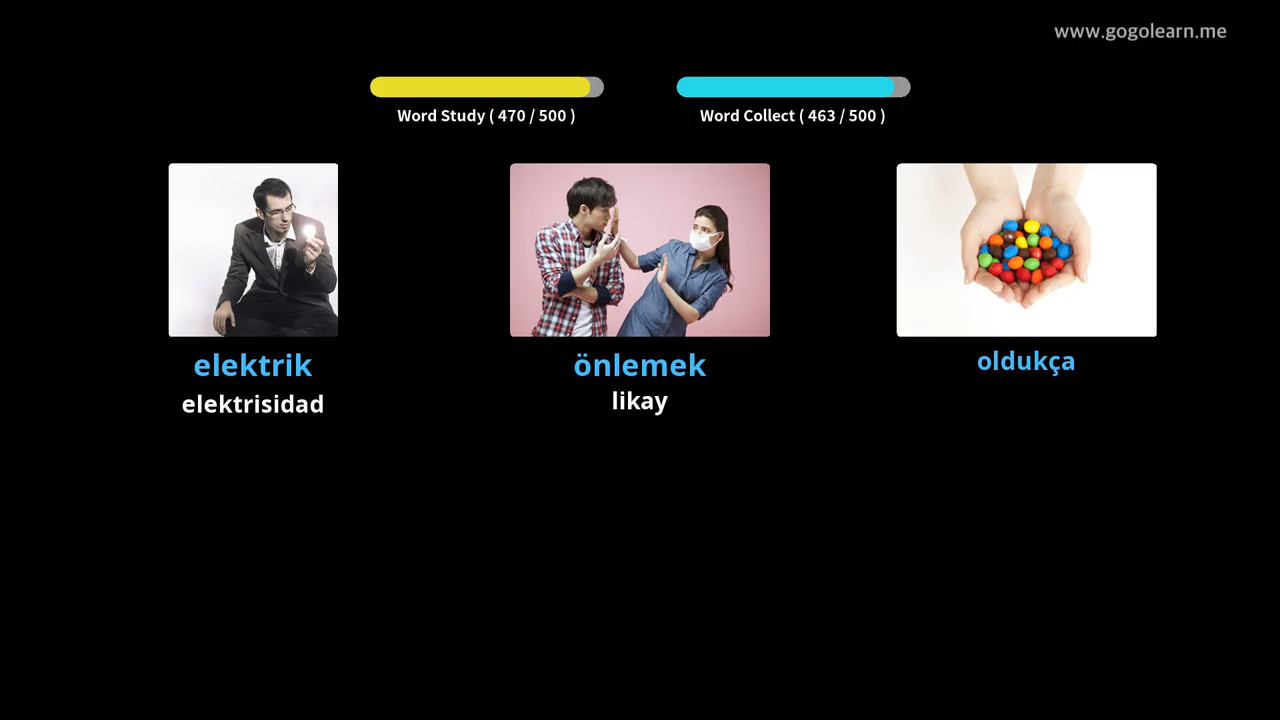 www.gogolearn.me
Word Study ( 470 / 500 )
Word Collect ( 463 / 500 )
elektrik
elektrisidad
önlemek
likay
oldukça